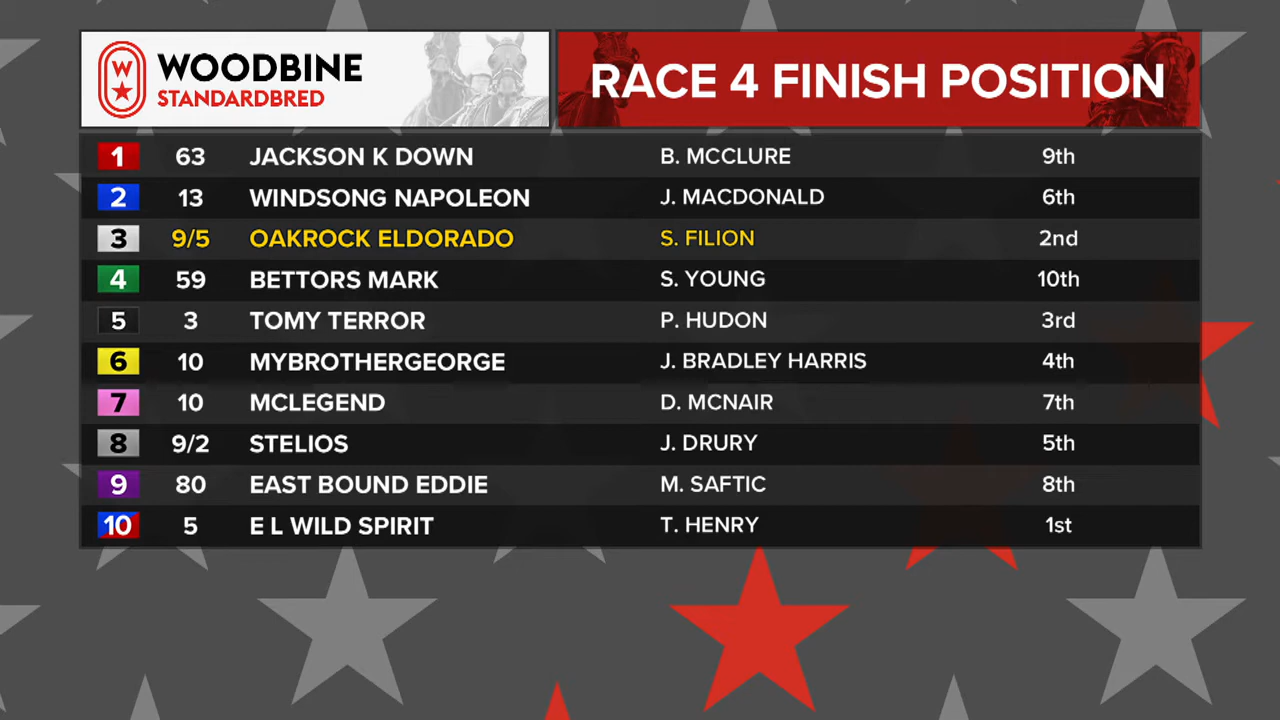 W
WOODBINE
STANDARDBRED
RACE 4 FINISH POSITION
1 63 JACKSON K DOWN B. MCCLURE 9th
2 13 WINDSONG NAPOLEON J. MACDONALD 6th
3 9/5 OAKROCK ELDORADO S. FILION 2nd
4 59 BETTORS MARK S. YOUNG 10th
5 3 TOMY TERROR P. HUDON 3rd
6 10 MYBROTHERGEORGE J. BRADLEY HARRIS 4th
7 10 MCLEGEND D. MCNAIR 7th
8 9/2 STELIOS J. DRURY 5th
9 80 EAST BOUND EDDIE M. SAFTIC 8th
10 5 E L WILD SPIRIT T. HENRY 1st